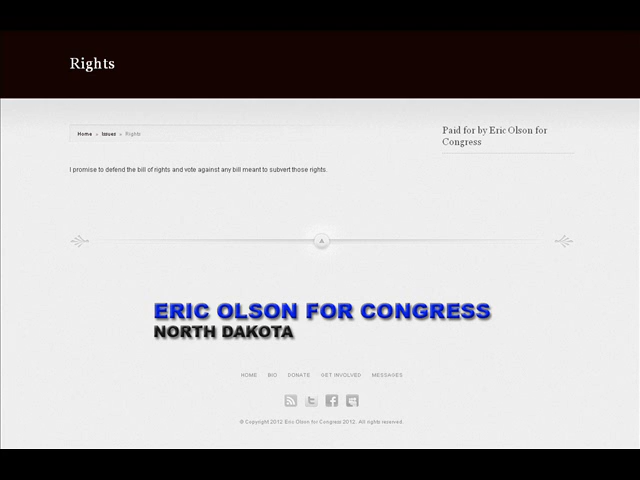 Rights
Home » Issues » Rights
Paid for by Eric Olson for
Congress
I promise to defend the bill of rights and vote against any bill meant to subvert those rights.
ERIC OLSON FOR CONGRESS
NORTH DAKOTA
HOME BIO DONATE GET INVOLVED MESSAGES
© Copyright 2012 Eric Olson for Congress 2012. All rights reserved.